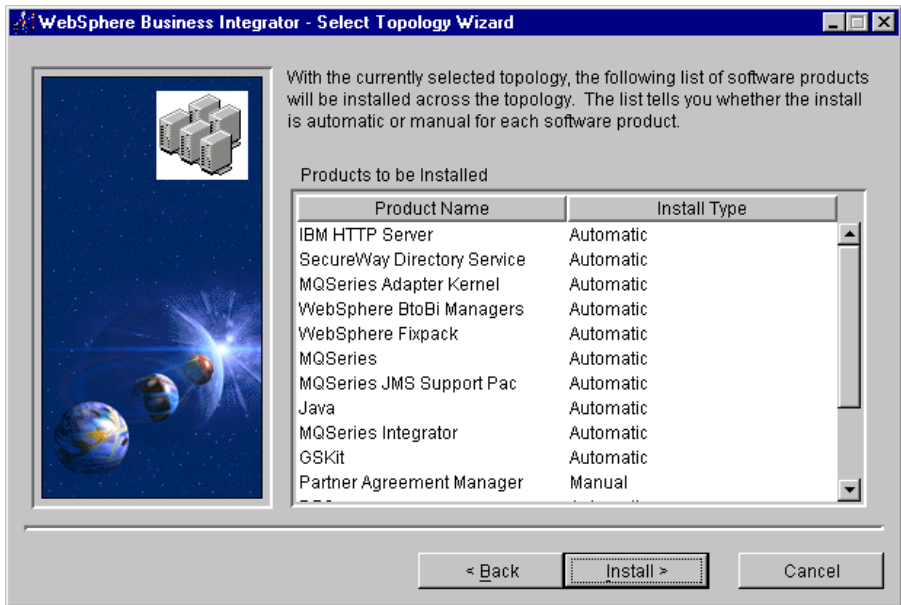 WebSphere Business Integrator - Select Topology Wizard
With the currently selected topology, the following list of software products
will be installed across the topology. The list tells you whether the install
is automatic or manual for each software product.
Products to be Installed
Product Name Install Type
IBM HTTP Server Automatic
SecureWay Directory Service Automatic
MQSeries Adapter Kernel Automatic
WebSphere BtoBi Managers Automatic
WebSphere Fixpack Automatic
MQSeries Automatic
MQSeries JMS Support Pac Automatic
Java Automatic
MQSeries Integrator Automatic
GSKit Automatic
Partner Agreement Manager Manual
< Back Install > Cancel